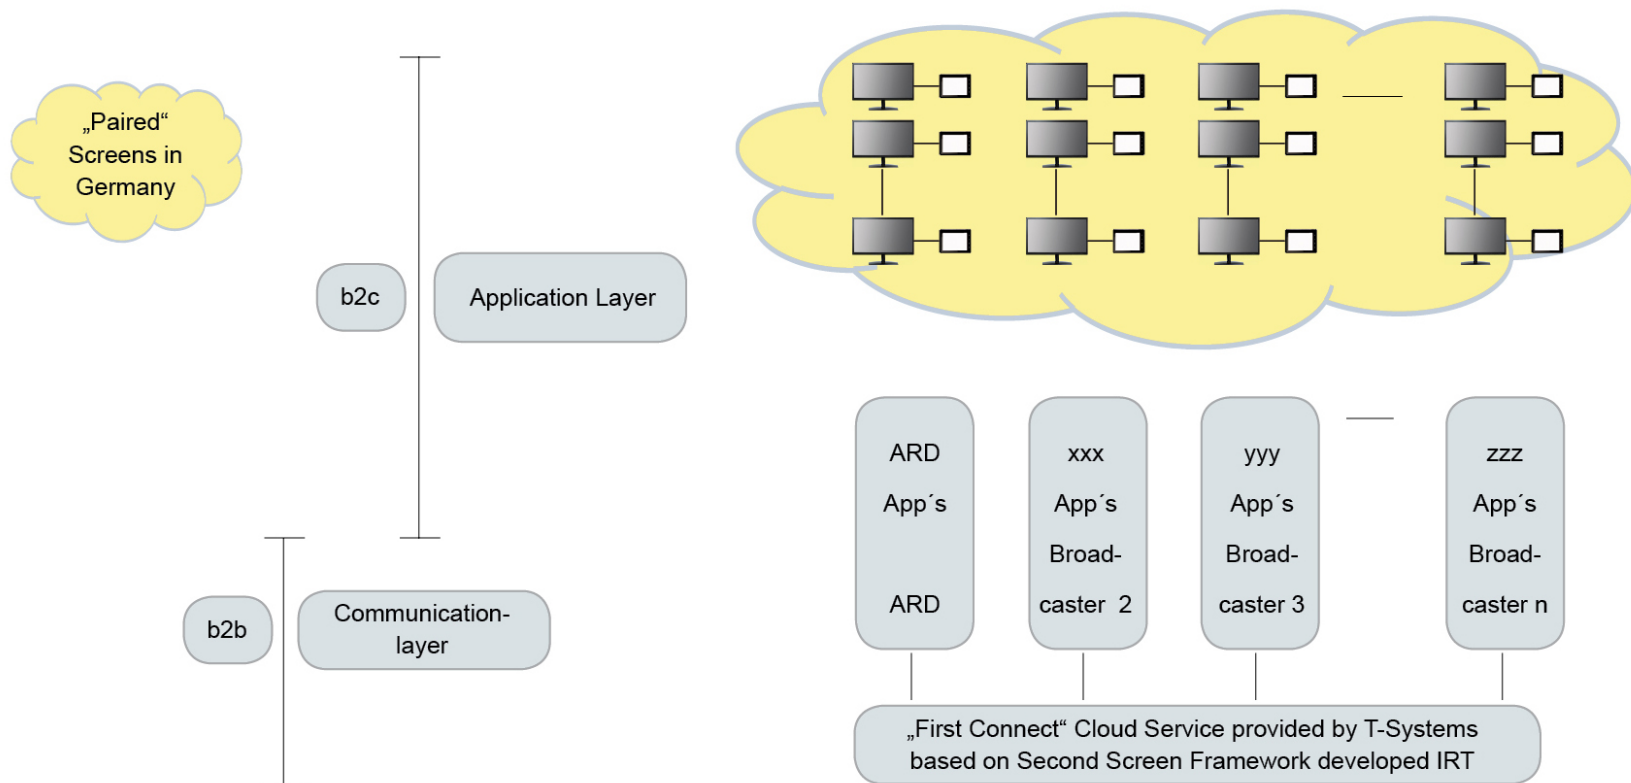 „Paired“
Screens in
Germany
b2c
Application Layer
b2b
Communication-
layer
ARD
App´s
ARD
xxx
App´s
Broad-
caster 2
yyy
App´s
Broad-
caster 3
zzz
App´s
Broad-
caster n
„First Connect“ Cloud Service provided by T-Systems
based on Second Screen Framework developed IRT